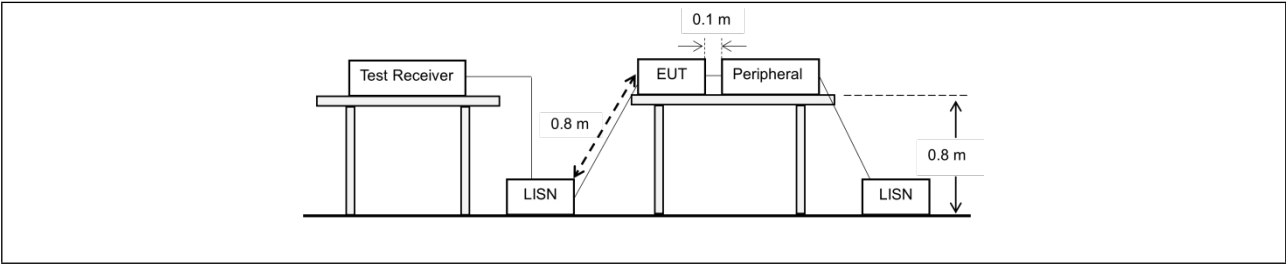 0.1 m
Test Receiver
EUT
Peripheral
0.8 m
0.8 m
LISN
LISN